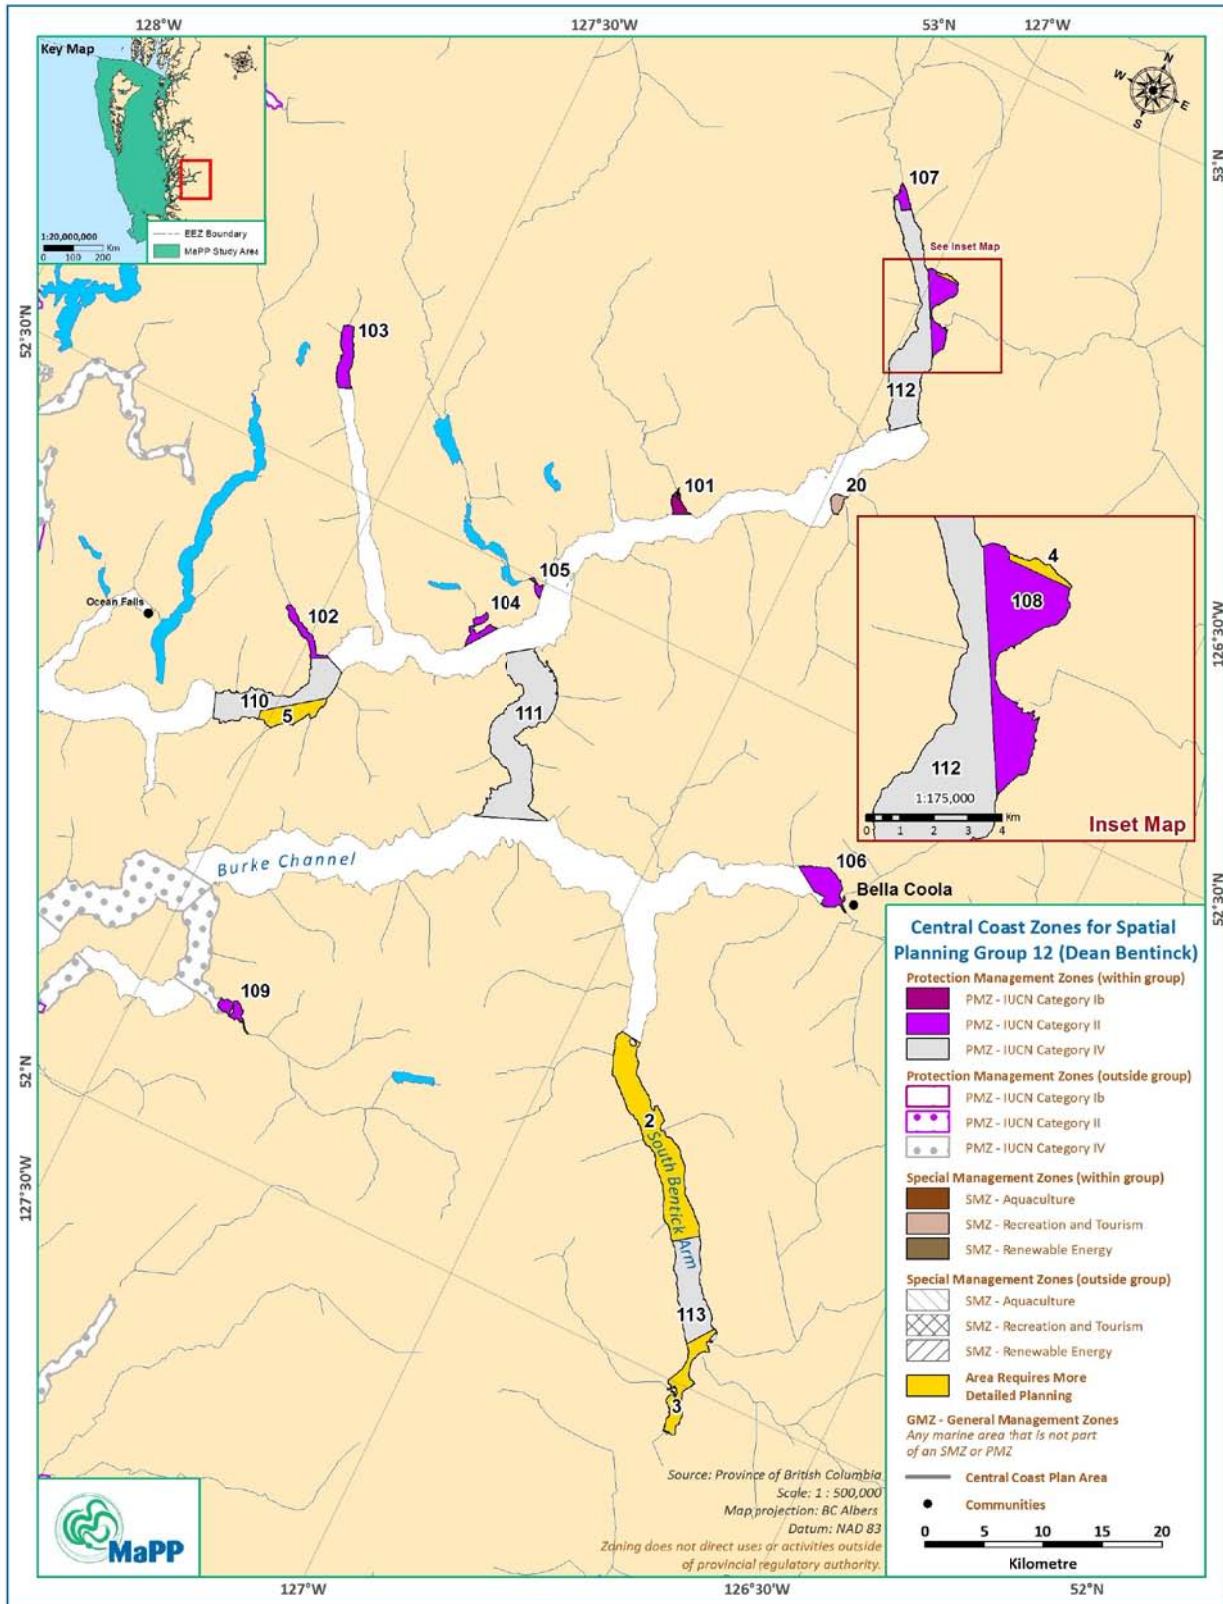 128°W
127°30'W
53°N
127°W
Key Map
1:20,000,000
Km
0 100 200
EEZ Boundary
MaPP Study Area
N
W
E
S
53°N
107
See Inset Map
52°30'N
103
112
101
20
105
4
Ocean Falls
102
104
108
126°30'W
110
5
111
112
1:175,000
0 1 2 3 4 Km
Inset Map
Burke Channel
106
Bella Coola
52°30'N
109
Central Coast Zones for Spatial
Planning Group 12 (Dean Bentinck)
Protection Management Zones (within group)
PMZ - IUCN Category Ib
PMZ - IUCN Category II
PMZ - IUCN Category IV
Protection Management Zones (outside group)
PMZ - IUCN Category Ib
PMZ - IUCN Category II
PMZ - IUCN Category IV
Special Management Zones (within group)
SMZ - Aquaculture
SMZ - Recreation and Tourism
SMZ - Renewable Energy
Special Management Zones (outside group)
SMZ - Aquaculture
SMZ - Recreation and Tourism
SMZ - Renewable Energy
Area Requires More
Detailed Planning
GMZ - General Management Zones
Any marine area that is not part
of an SMZ or PMZ
Central Coast Plan Area
Communities
0 5 10 15 20
Kilometre
52°N
2
South Bentick Arm
127°30'W
113
3
Source: Province of British Columbia
Scale: 1 : 500,000
Map projection: BC Albers
Datum: NAD 83
Zoning does not direct uses or activities outside
of provincial regulatory authority.
MaPP
127°W
126°30'W
52°N